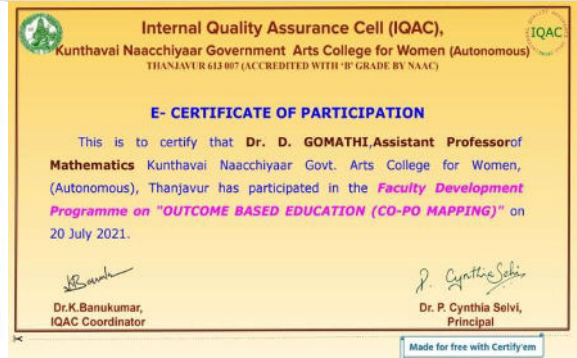 Internal Quality Assurance Cell (IQAC),
IQAC
Kunthavai Naacchiyaar Government Arts College for Women (Autonomous)
THANJAVUR 613 007 (ACCREDITED WITH 'B' GRADE BY NAAC)
E- CERTIFICATE OF PARTICIPATION
This is to certify that Dr. D. GOMATHI,Assistant Professorof
Mathematics Kunthavai Naacchiyaar Govt. Arts College for Women,
(Autonomous), Thanjavur has participated in the Faculty Development
Programme on "OUTCOME BASED EDUCATION (CO-PO MAPPING)" on
20 July 2021.
P. Cynthia Selvi
Dr.K.Banukumar,
IQAC Coordinator
Dr. P. Cynthia Selvi,
Principal
Made for free with Certify'em